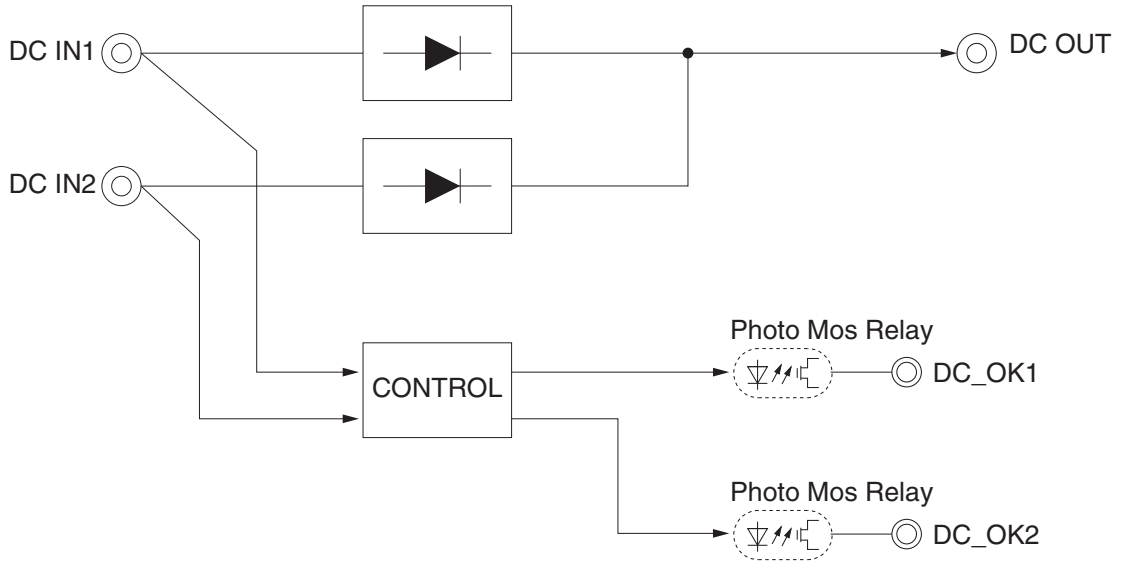 DC IN1
DC OUT
DC IN2
Photo Mos Relay
CONTROL
DC_OK1
Photo Mos Relay
DC_OK2